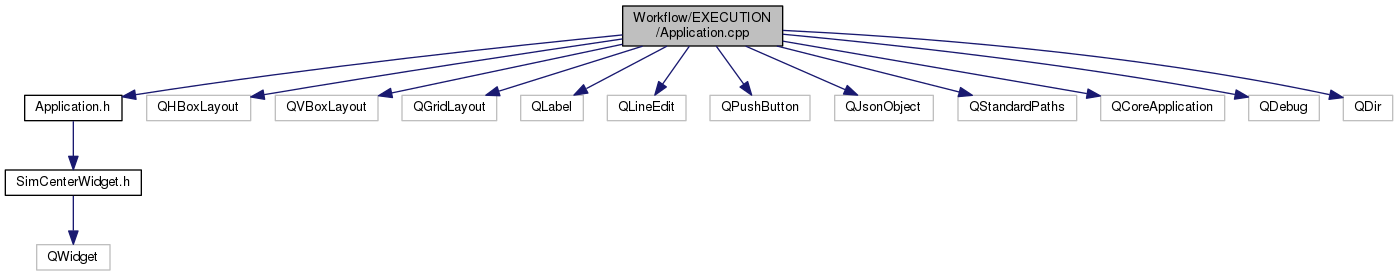 Workflow/EXECUTION
/Application.cpp
Application.h
QHBoxLayout
QVBoxLayout
QGridLayout
QLabel
QLineEdit
QPushButton
QJsonObject
QStandardPaths
QCoreApplication
QDebug
QDir
SimCenterWidget.h
QWidget